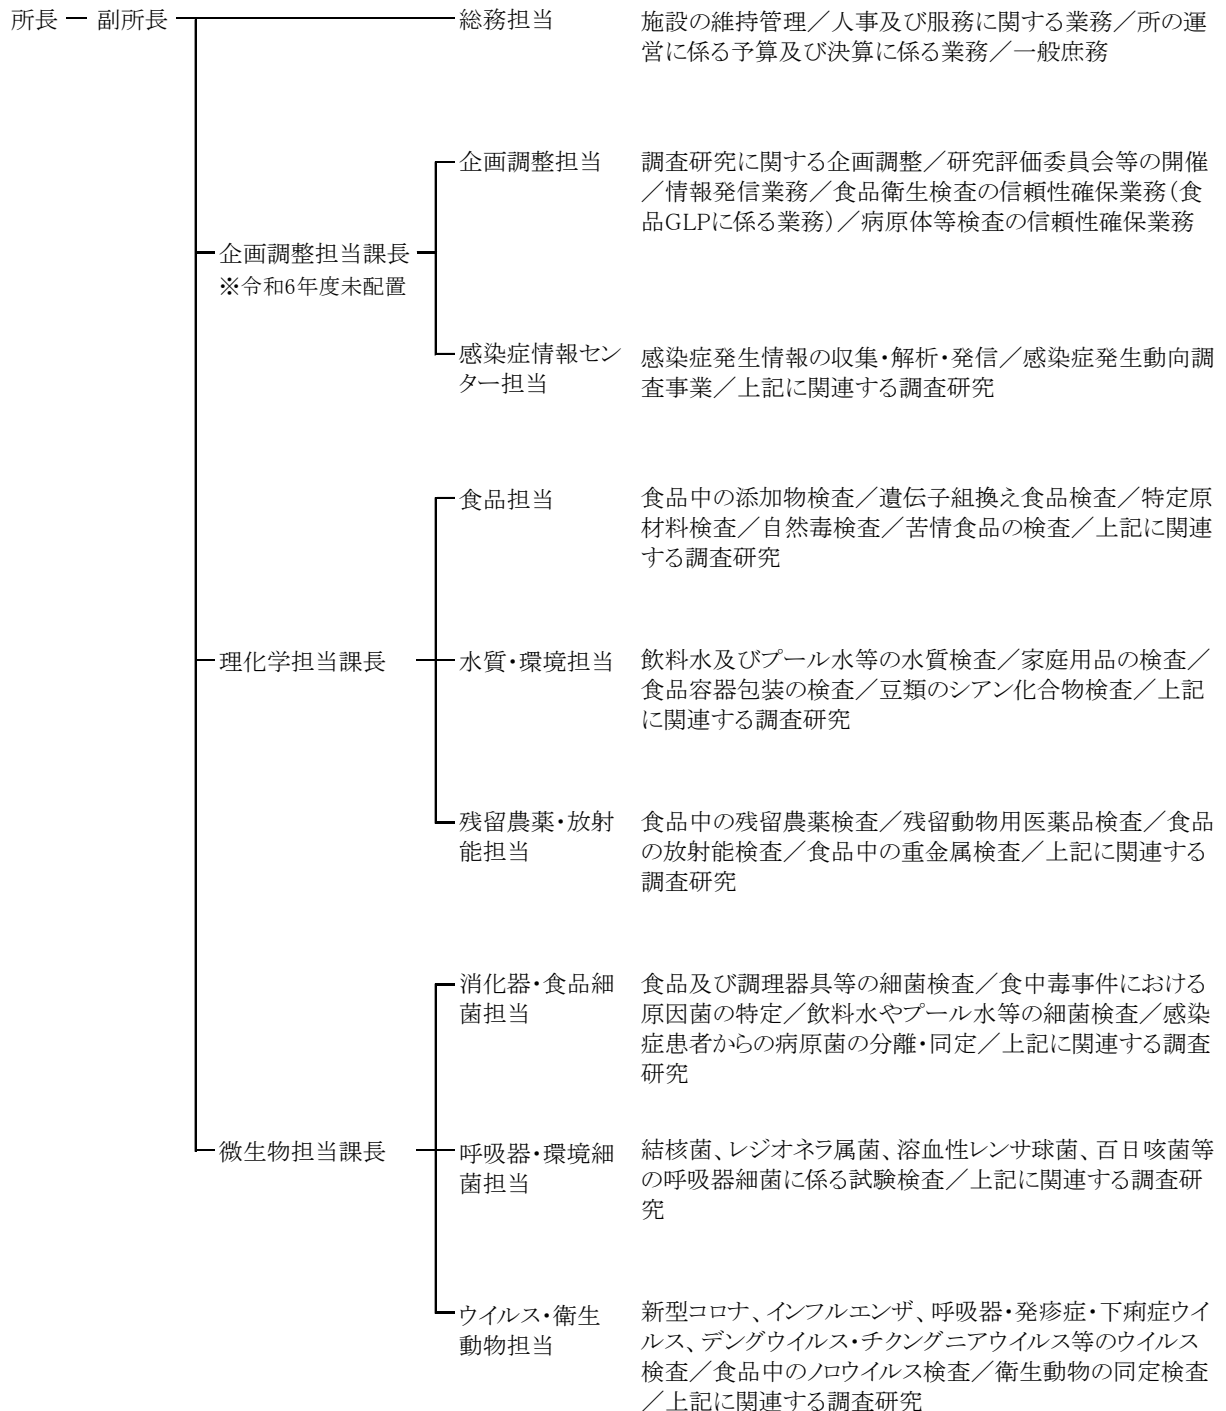 所長 ー 副所長
総務担当
施設の維持管理／人事及び服務に関する業務／所の運
営に係る予算及び決算に係る業務／一般庶務
企画調整担当課長
※令和6年度未配置
企画調整担当
調査研究に関する企画調整／研究評価委員会等の開催
／情報発信業務／食品衛生検査の信頼性確保業務（食
品GLPに係る業務）／病原体等検査の信頼性確保業務
感染症情報セン
ター担当
感染症発生情報の収集・解析・発信／感染症発生動向調
査事業／上記に関連する調査研究
理化学担当課長
食品担当
食品中の添加物検査／遺伝子組換え食品検査／特定原
材料検査／自然毒検査／苦情食品の検査／上記に関連
する調査研究
水質・環境担当
飲料水及びプール水等の水質検査／家庭用品の検査／
食品容器包装の検査／豆類のシアン化合物検査／上記
に関連する調査研究
残留農薬・放射
能担当
食品中の残留農薬検査／残留動物用医薬品検査／食品
の放射能検査／食品中の重金属検査／上記に関連する
調査研究
微生物担当課長
消化器・食品細
菌担当
食品及び調理器具等の細菌検査／食中毒事件における
原因菌の特定／飲料水やプール水等の細菌検査／感染
症患者からの病原菌の分離・同定／上記に関連する調査
研究
呼吸器・環境細
菌担当
結核菌、レジオネラ属菌、溶血性レンサ球菌、百日咳菌等
の呼吸器細菌に係る試験検査／上記に関連する調査研
究
ウイルス・衛生
動物担当
新型コロナ、インフルエンザ、呼吸器・発疹症・下痢症ウイ
ルス、デングウイルス・チクングニアウイルス等のウイルス
検査／食品中のノロウイルス検査／衛生動物の同定検査
／上記に関連する調査研究